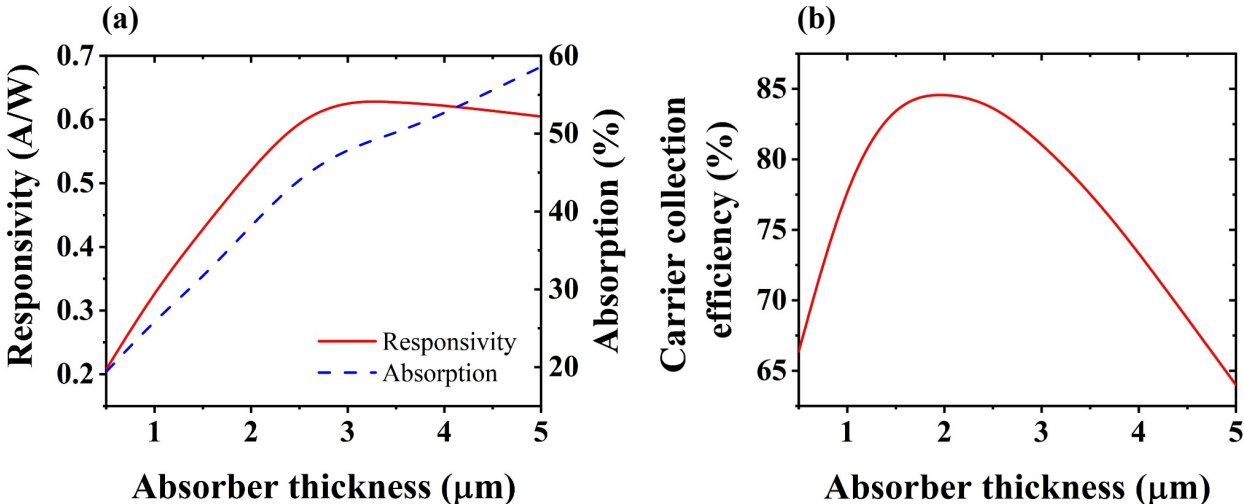 (a)
Responsivity (A/W)
0.7
0.6
0.5
0.4
0.3
0.2
60
50
40
30
20
Absorption (%)
Responsivity
Absorption
1 2 3 4 5
Absorber thickness (μm)
(b)
Carrier collection
efficiency (%)
85
80
75
70
65
1 2 3 4 5
Absorber thickness (μm)